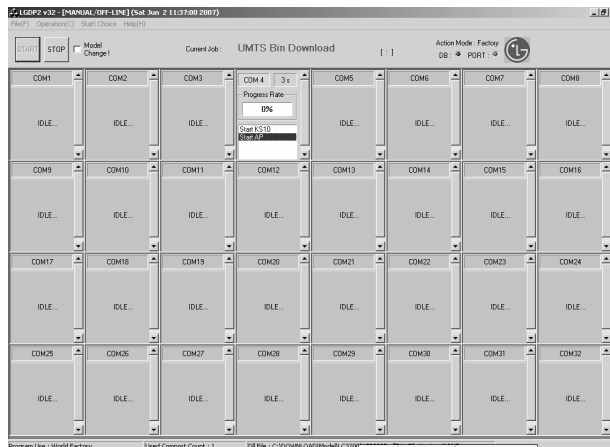 LGDP2 v32 - [MANUAL/OFF-LINE] (Sat Jun 2 11:37:00 2007)
File(F) Operation(C) Start Choice Help(H)
START STOP Model Change ! Current Job : UMTS Bin Download [ : ] Action Mode : Factory
DB : PORT :
COM1 COM2 COM3 COM 4 3 s COM5 COM6 COM7 COM8
Progress Rate
0%
IDLE... IDLE... IDLE... IDLE... IDLE... IDLE... IDLE...
Start KS10
Start AP
COM9 COM10 COM11 COM12 COM13 COM14 COM15 COM16
IDLE... IDLE... IDLE... IDLE... IDLE... IDLE... IDLE... IDLE...
COM17 COM18 COM19 COM20 COM21 COM22 COM23 COM24
IDLE... IDLE... IDLE... IDLE... IDLE... IDLE... IDLE... IDLE...
COM25 COM26 COM27 COM28 COM29 COM30 COM31 COM32
IDLE... IDLE... IDLE... IDLE... IDLE... IDLE... IDLE... IDLE...
Program Use : World Factory Used Comport Count : 1 Dll File :